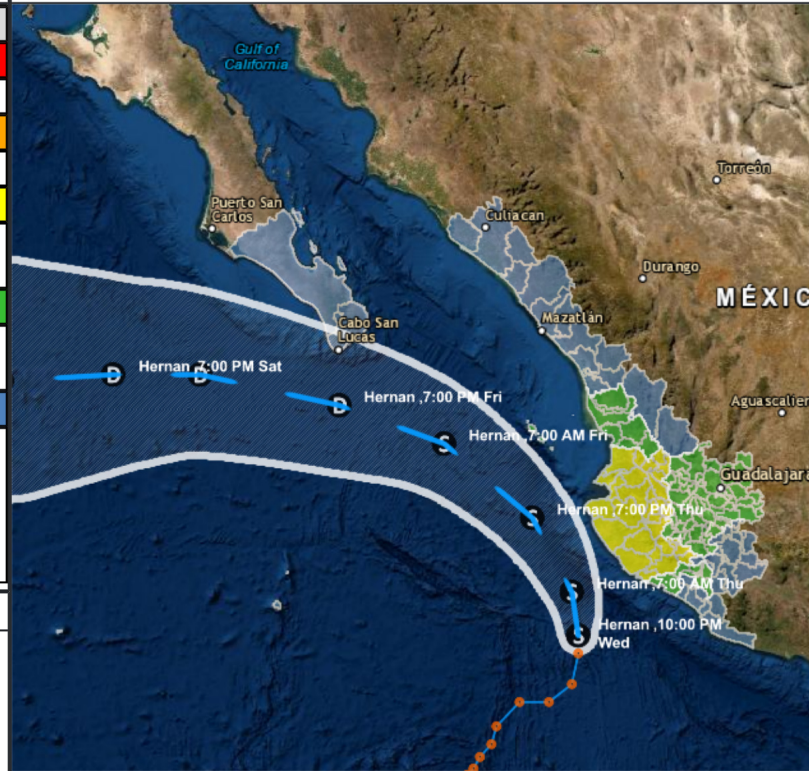 Gulf of
California
Torreón
Puerto San
Carlos
Culiacan
Durango
MÉXIC
Mazatlán
Cabo San
Lucas
D
Hernan ,7:00 PM Sat
D
D
Hernan ,7:00 PM Fri
Aguascalien
S
Hernan ,7:00 AM Fri
Guadalajara
S
Hernan ,7:00 PM Thu
S
Hernan ,7:00 AM Thu
S
Hernan ,10:00 PM
Wed